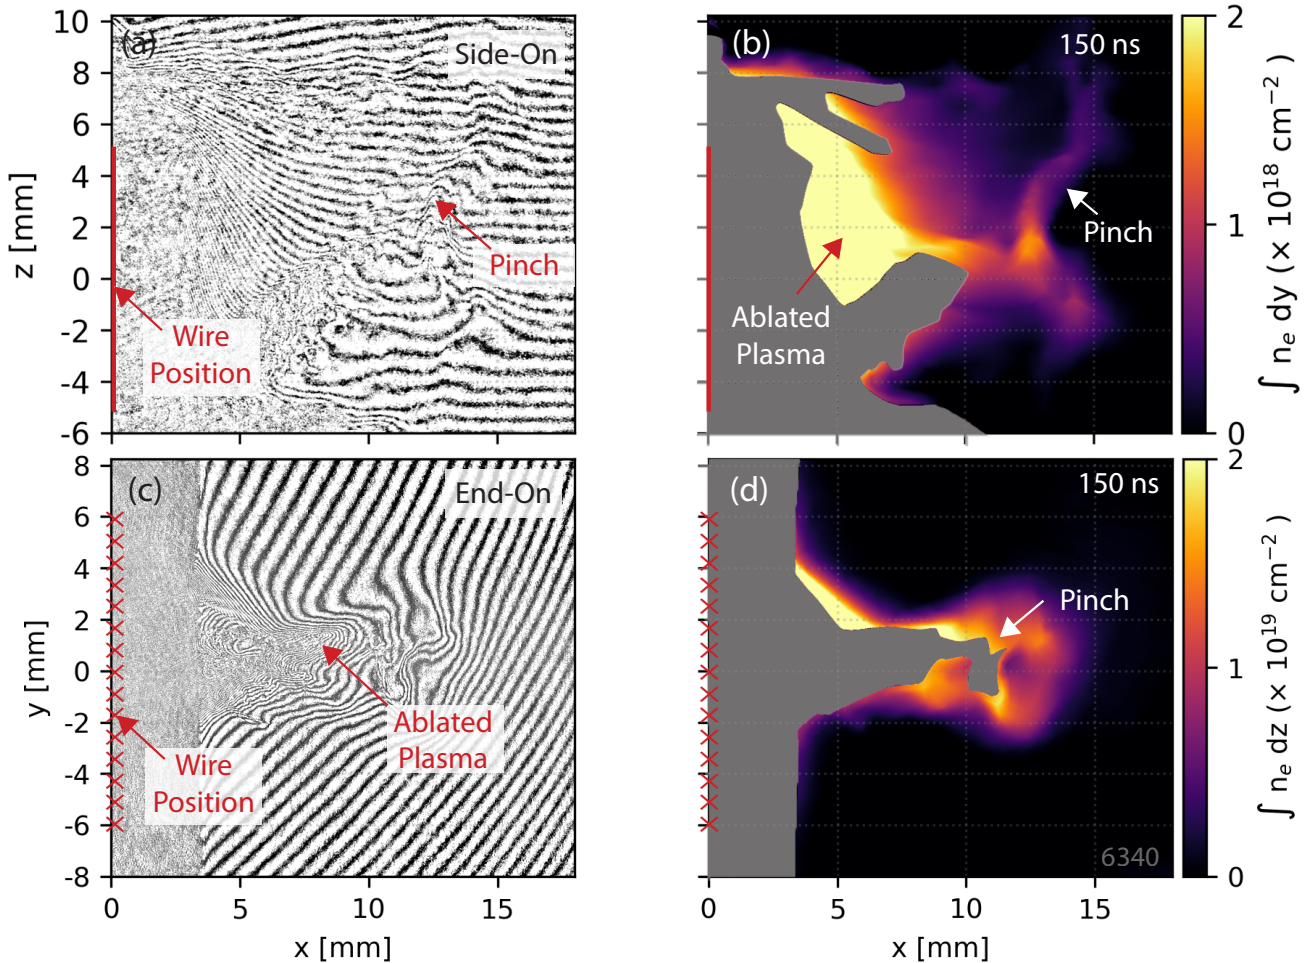 (a)
Side-On
10
8
6
4
2
0
-2
-4
-6
z [mm]
Pinch
Wire
Position
(b)
150 ns
Pinch
Ablated
Plasma
2
1
0
∫ nₑ dy (× 10¹⁸ cm⁻²)
(c)
End-On
8
6
4
2
0
-2
-4
-6
-8
y [mm]
Ablated
Plasma
Wire
Position
0
5
10
15
x [mm]
(d)
150 ns
Pinch
6340
0
5
10
15
x [mm]
2
1
0
∫ nₑ dz (× 10¹⁹ cm⁻²)